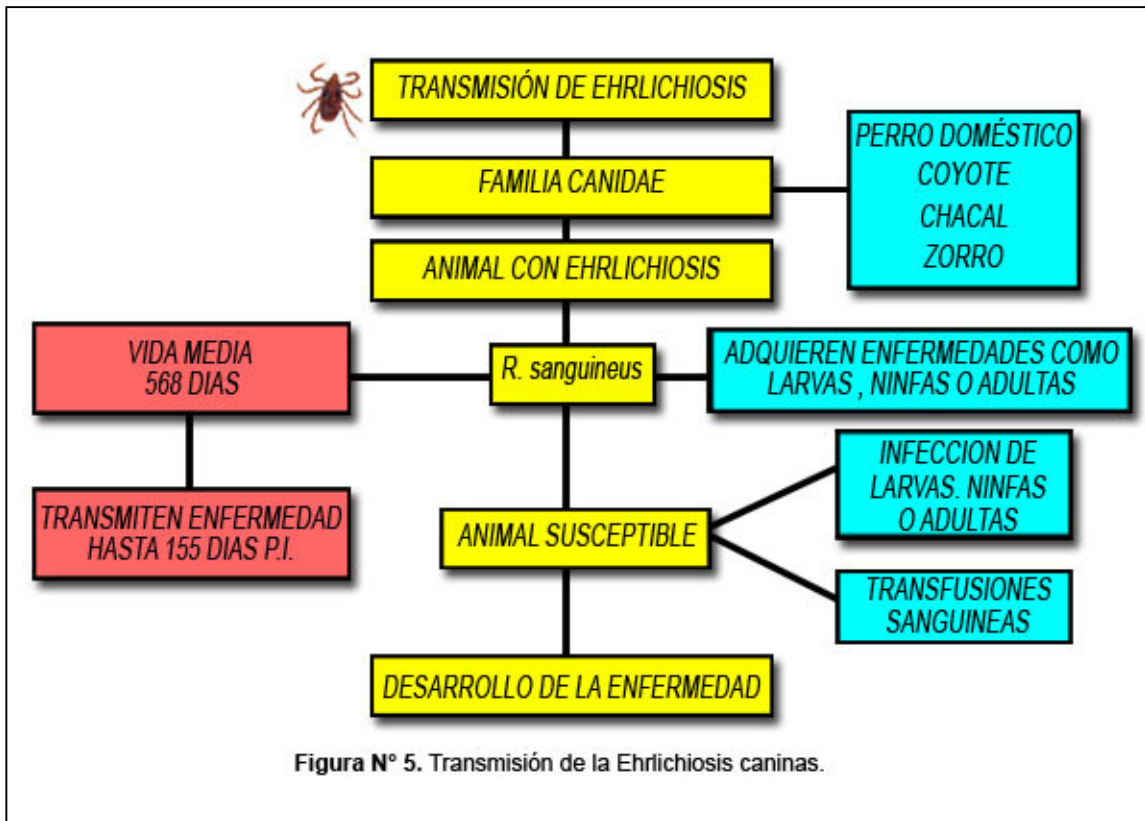 TRANSMISIÓN DE EHRLICHIOSIS
FAMILIA CANIDAE
PERRO DOMÉSTICO
COYOTE
CHACAL
ZORRO
ANIMAL CON EHRLICHIOSIS
VIDA MEDIA
568 DIAS
R. sanguineus
ADQUIEREN ENFERMEDADES COMO
LARVAS , NINFAS O ADULTAS
TRANSMITEN ENFERMEDAD
HASTA 155 DIAS P.I.
ANIMAL SUSCEPTIBLE
INFECCION DE
LARVAS. NINFAS
O ADULTAS
TRANSFUSIONES
SANGUINEAS
DESARROLLO DE LA ENFERMEDAD
Figura N° 5. Transmisión de la Ehrlichiosis caninas.